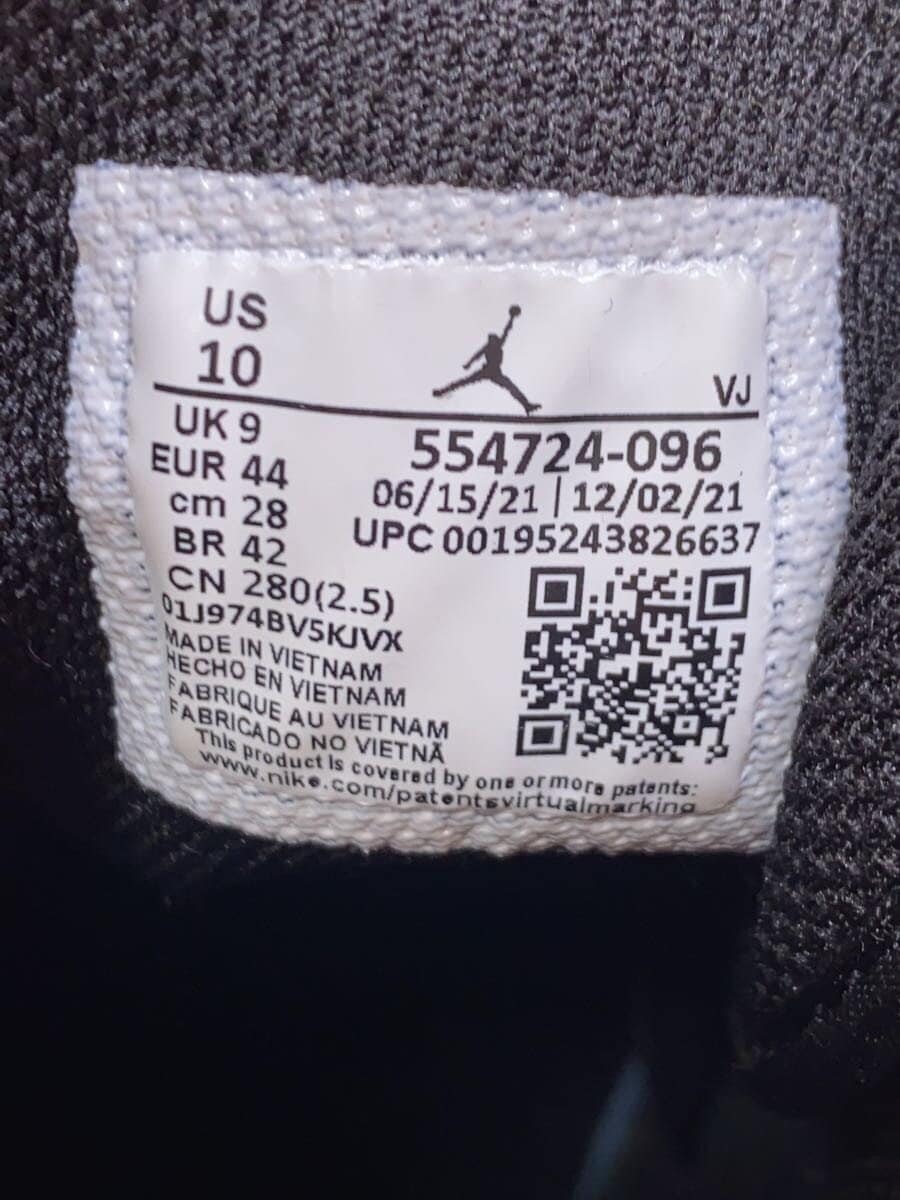 US
10
VJ
UK 9
EUR 44
cm 28
BR 42
CN 280(2.5)
554724-096
06/15/21 | 12/02/21
UPC 00195243826637
01J974BV5KJVX
MADE IN VIETNAM
HECHO EN VIETNAM
FABRIQUE AU VIETNAM
FABRICADO NO VIETNÃ
This product is covered by one or more patents:
www.nike.com/patentsvirtualmarking